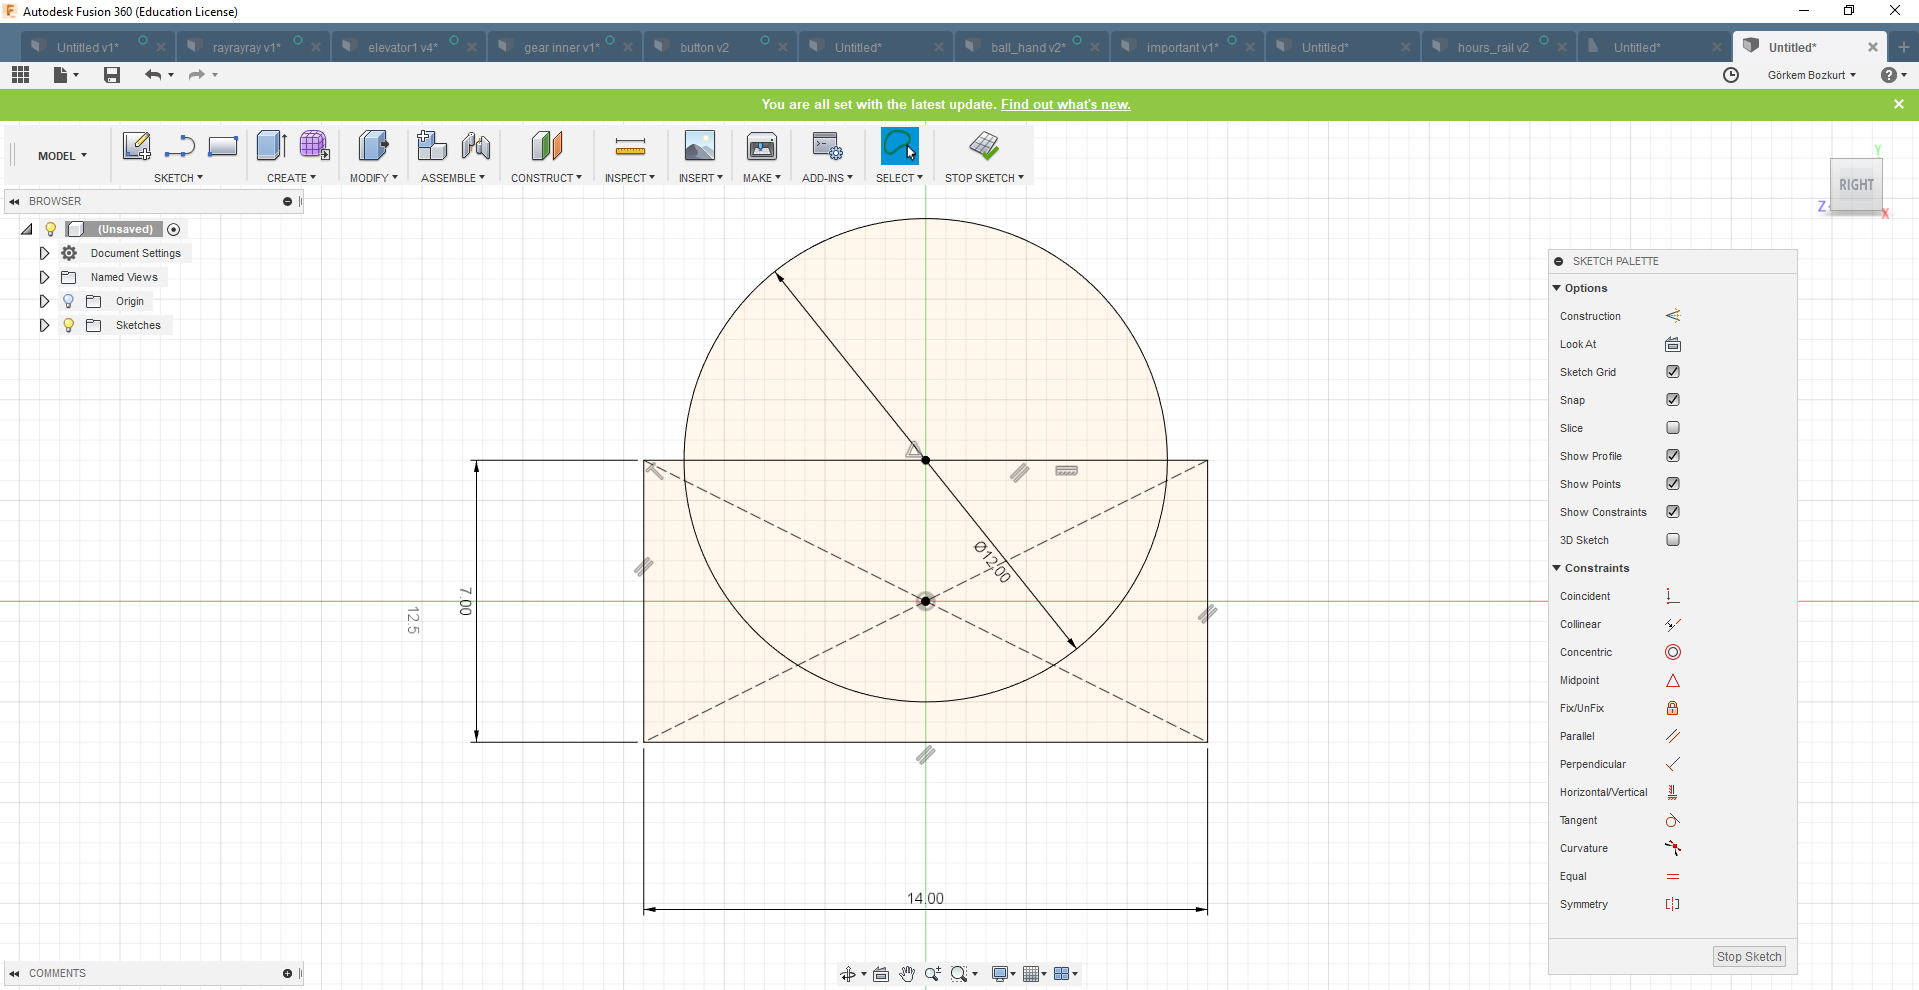 Autodesk Fusion 360 (Education License)
Untitled v1*
rayrayray v1*
elevator1 v4*
gear inner v1*
button v2
Untitled*
ball_hand v2*
important v1*
Untitled*
hours_rail v2
Untitled*
Untitled*
Görkem Bozkurt
You are all set with the latest update. Find out what's new.
MODEL
SKETCH
CREATE
MODIFY
ASSEMBLE
CONSTRUCT
INSPECT
INSERT
MAKE
ADD-INS
SELECT
STOP SKETCH
Y
RIGHT
Z
X
BROWSER
(Unsaved)
Document Settings
Named Views
Origin
Sketches
Ø12.00
7.00
12.5
14.00
SKETCH PALETTE
Options
Construction
Look At
Sketch Grid
Snap
Slice
Show Profile
Show Points
Show Constraints
3D Sketch
Constraints
Coincident
Collinear
Concentric
Midpoint
Fix/UnFix
Parallel
Perpendicular
Horizontal/Vertical
Tangent
Curvature
Equal
Symmetry
Stop Sketch
COMMENTS